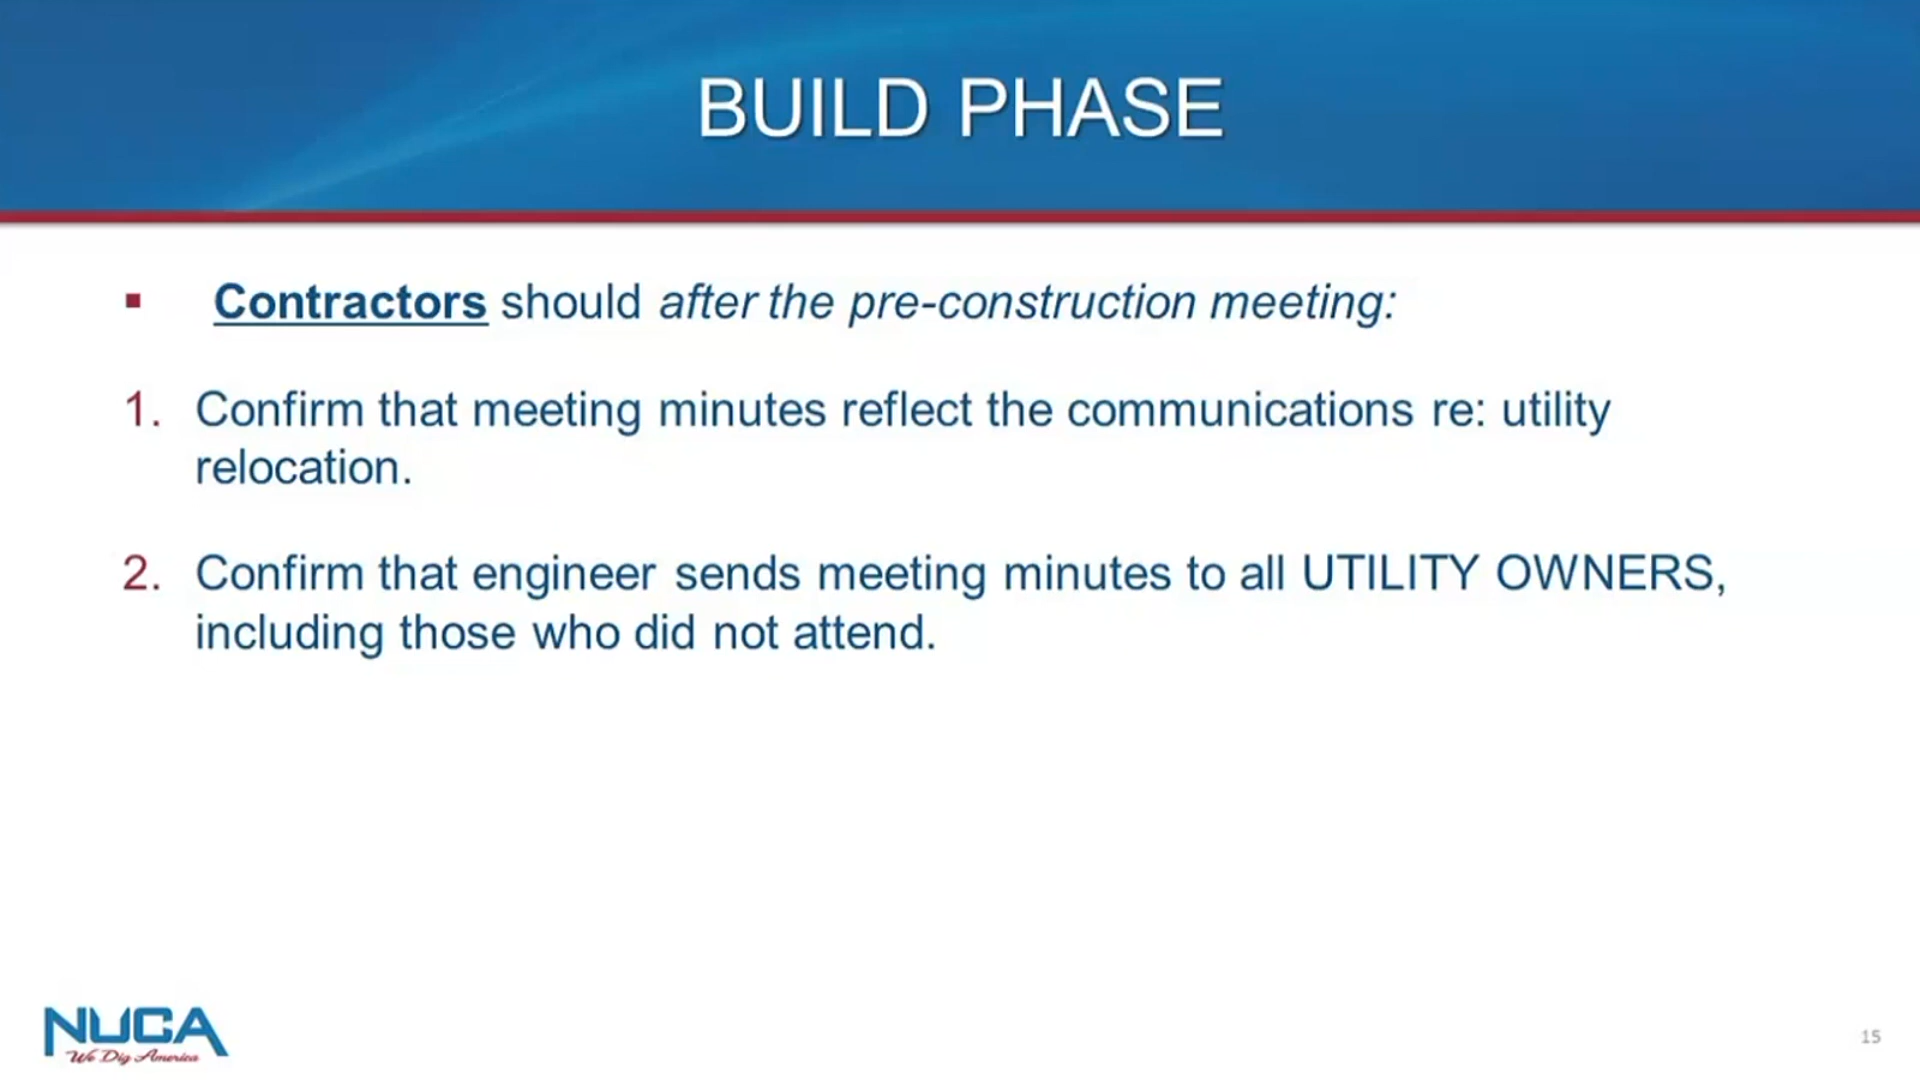 BUILD PHASE
▪ Contractors should after the pre-construction meeting:
1. Confirm that meeting minutes reflect the communications re: utility
relocation.
2. Confirm that engineer sends meeting minutes to all UTILITY OWNERS,
including those who did not attend.
NUCA
We Dig America
15